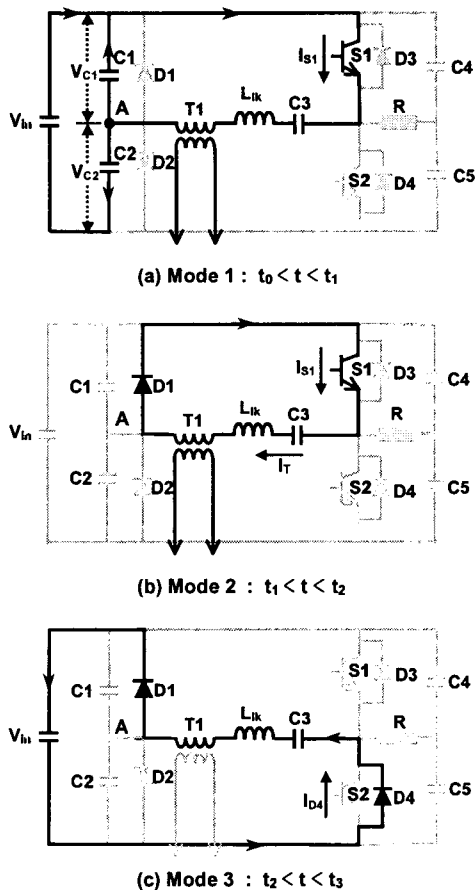 C1
D1
I_S1
S1
D3
C4
V_C1
A
T1
L_lk
C3
V_in
R
V_C2
C2
D2
S2
D4
C5
(a) Mode 1 : t₀ < t < t₁
C1
D1
I_S1
S1
D3
C4
A
T1
L_lk
C3
R
V_in
I_T
C2
D2
S2
D4
C5
(b) Mode 2 : t₁ < t < t₂
C1
D1
S1
D3
C4
A
T1
L_lk
C3
R
V_in
C2
D2
I_D4
S2
D4
C5
(c) Mode 3 : t₂ < t < t₃